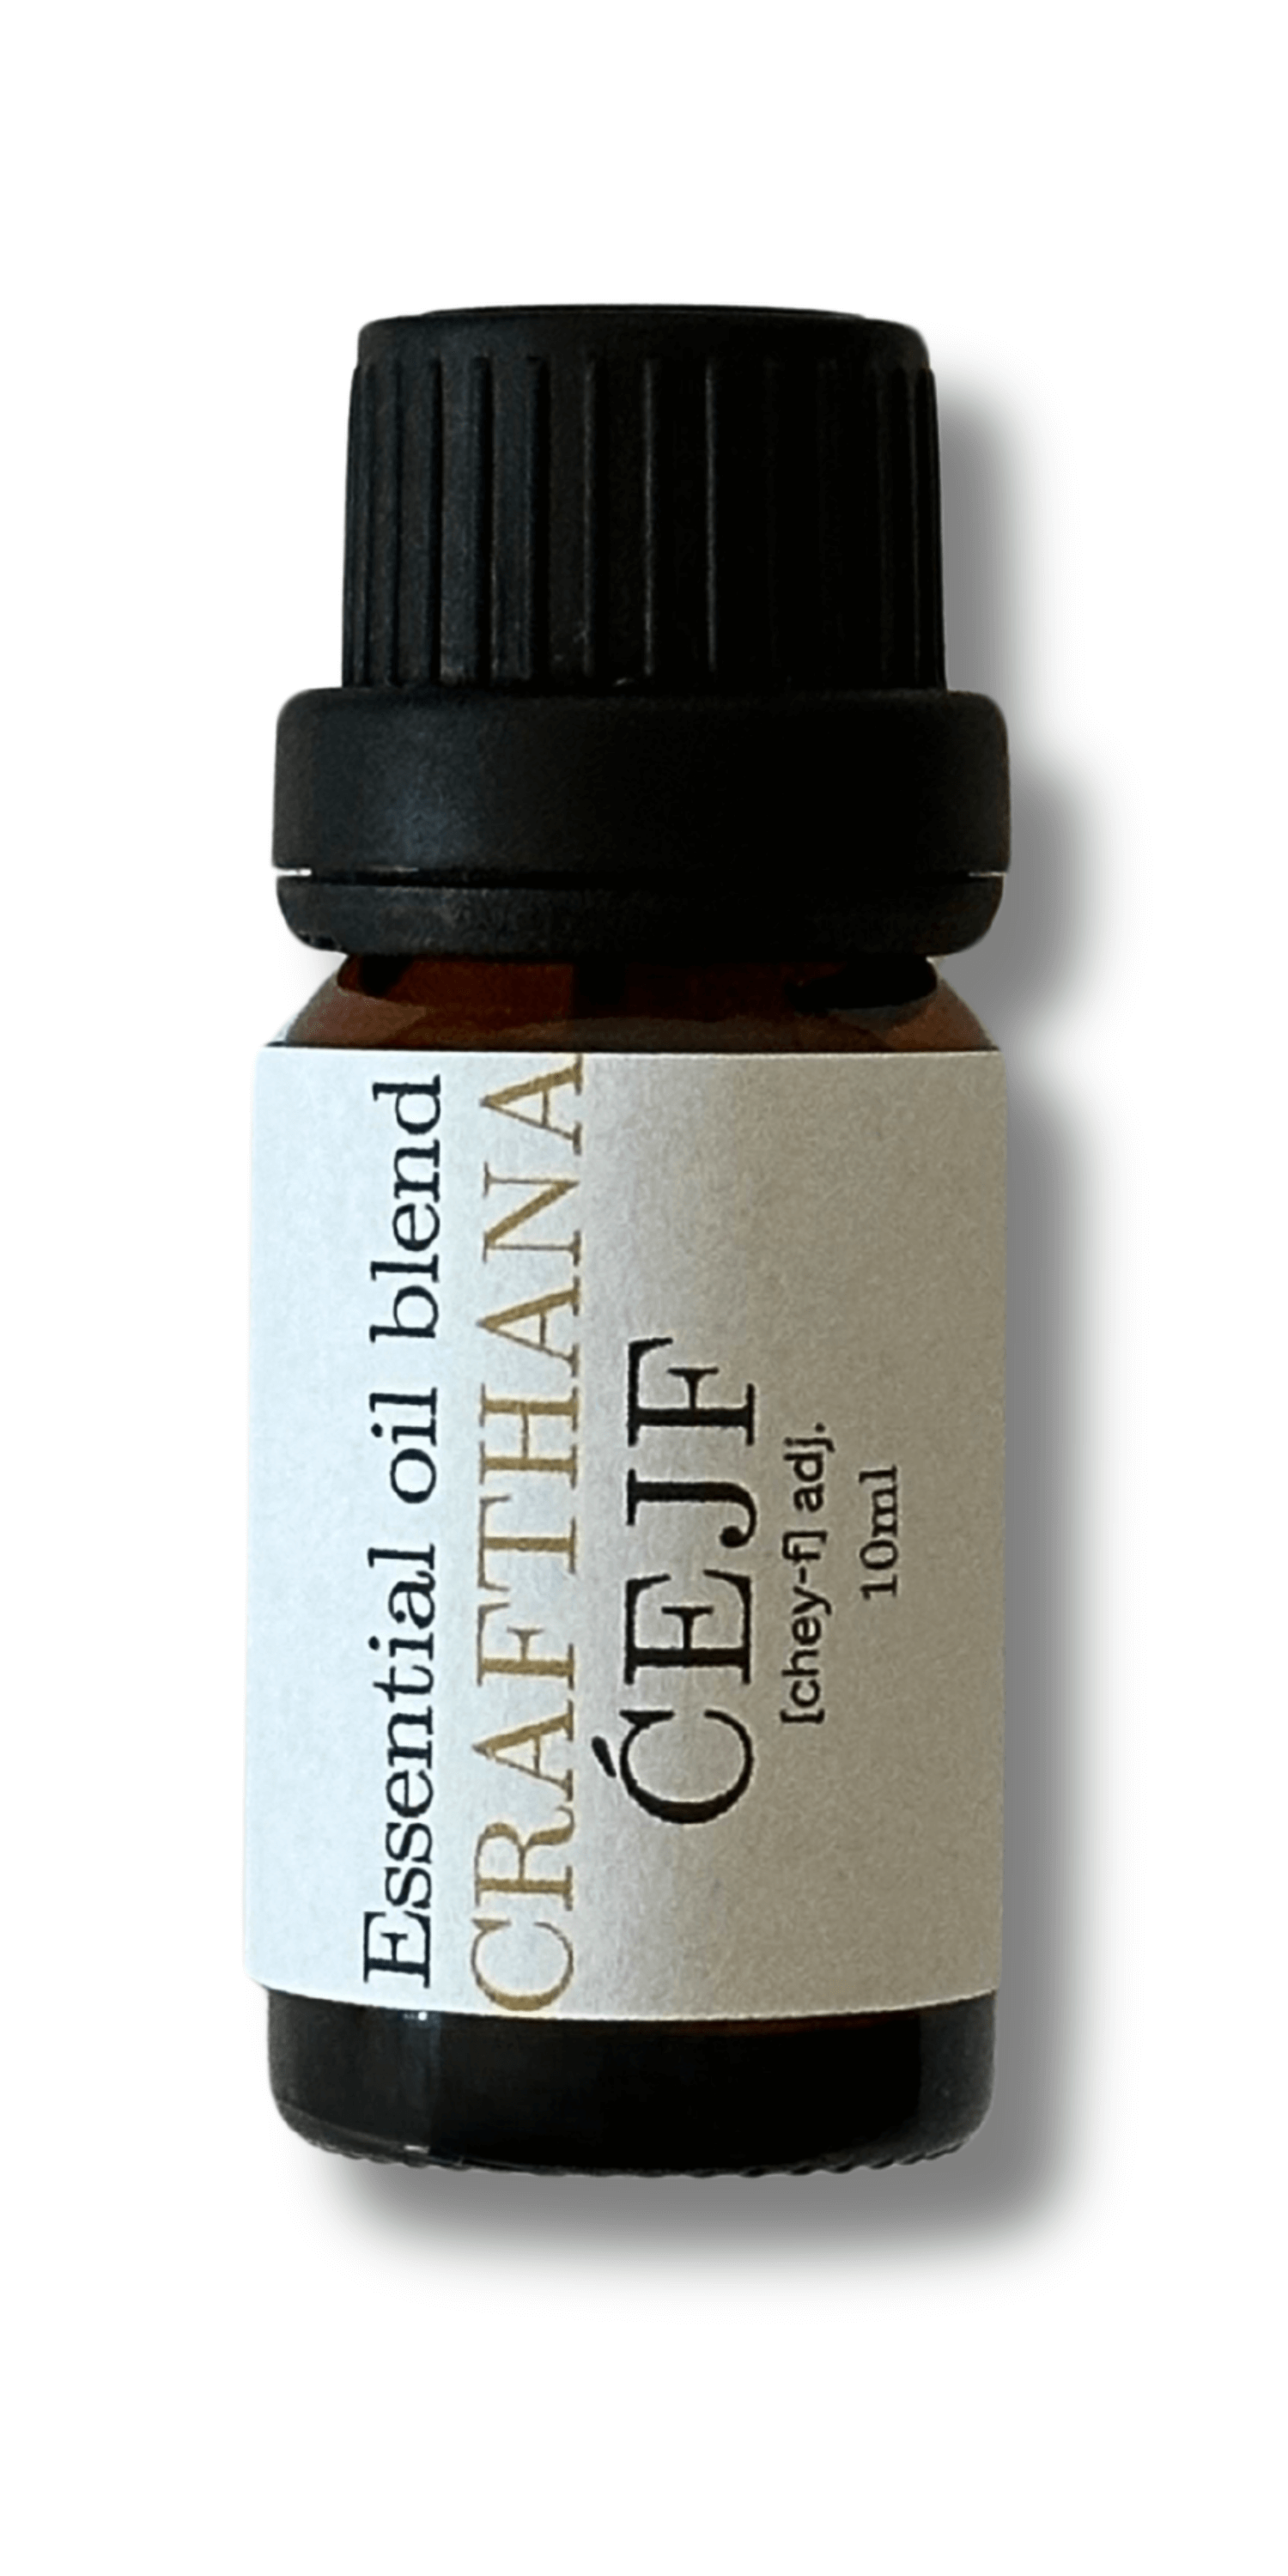 Essential oil blend
CRAFTHANA
ĆEJF
[chey-f] adj.
10ml